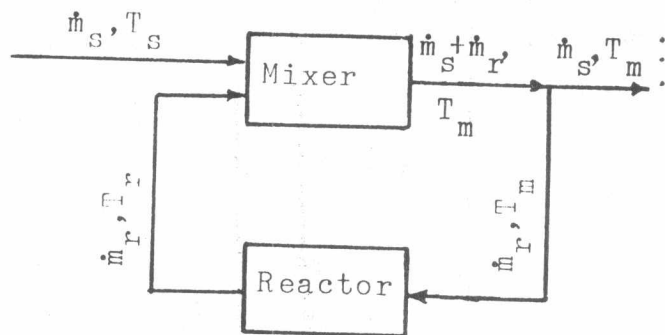 ṁₛ,Tₛ
ṁₛ+ṁᵣ,
ṁₛ,Tₘ
Mixer
Tₘ
ṁᵣ,Tᵣ
ṁᵣ,Tₘ
Reactor